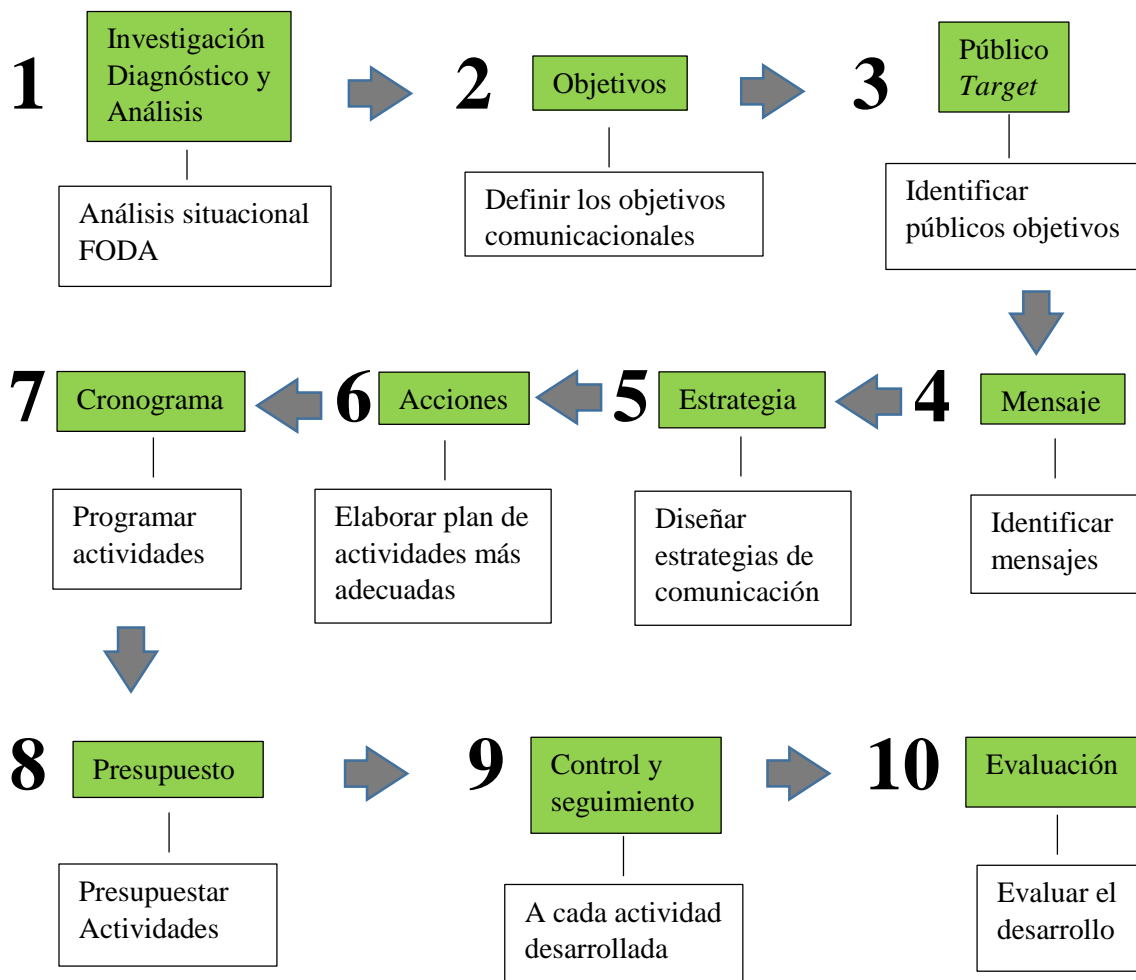 1
Investigación
Diagnóstico y
Análisis
Análisis situacional
FODA
2
Objetivos
Definir los objetivos
comunicacionales
3
Público
Target
Identificar
públicos objetivos
4
Mensaje
Identificar
mensajes
5
Estrategia
Diseñar
estrategias de
comunicación
6
Acciones
Elaborar plan de
actividades más
adecuadas
7
Cronograma
Programar
actividades
8
Presupuesto
Presupuestar
Actividades
9
Control y
seguimiento
A cada actividad
desarrollada
10
Evaluación
Evaluar el
desarrollo